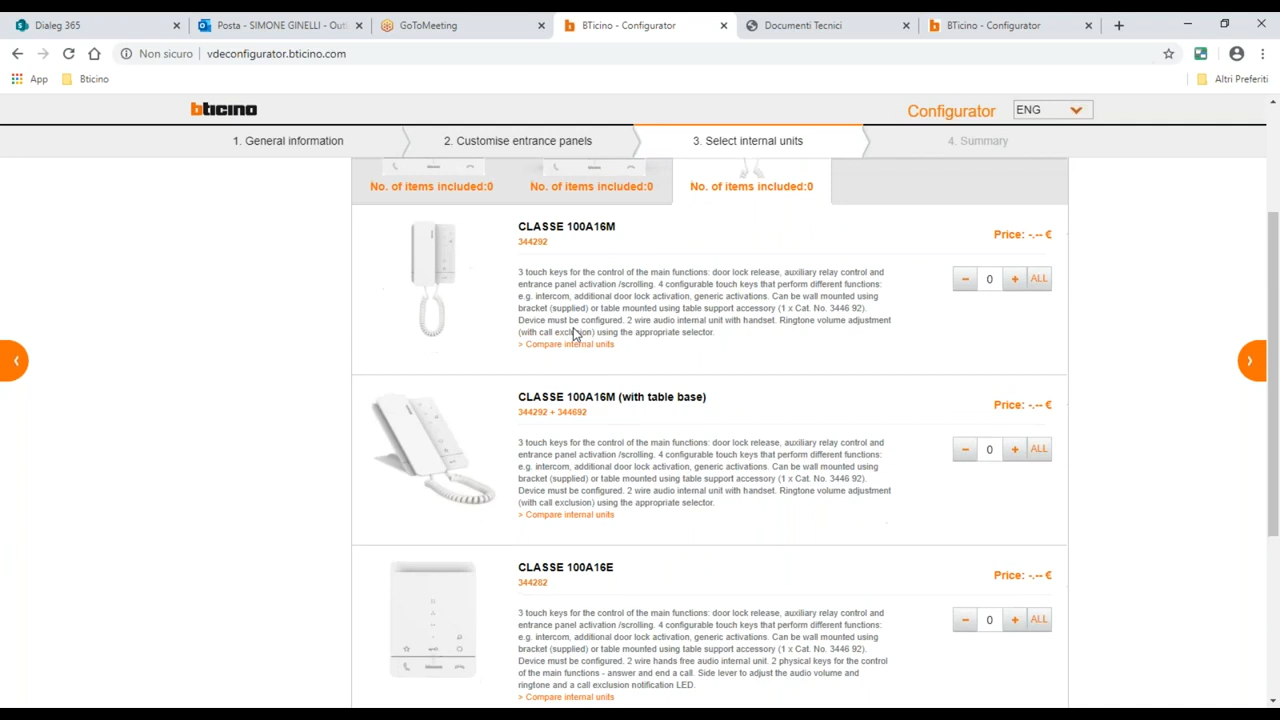 Dialeg 365
Posta - SIMONE GINELLI - Out
GoToMeeting
BTicino - Configurator
Documenti Tecnici
BTicino - Configurator
Non sicuro
vdeconfigurator.bticino.com
App
Bticino
Altri Preferiti
bticino
Configurator
ENG
1. General information
2. Customise entrance panels
3. Select internal units
4. Summary
No. of items included:0
No. of items included:0
No. of items included:0
CLASSE 100A16M
344292
Price: -.-- €
3 touch keys for the control of the main functions: door lock release, auxiliary relay control and
entrance panel activation /scrolling. 4 configurable touch keys that perform different functions:
e.g. intercom, additional door lock activation, generic activations. Can be wall mounted using
bracket (supplied) or table mounted using table support accessory (1 x Cat. No. 3446 92).
Device must be configured. 2 wire audio internal unit with handset. Ringtone volume adjustment
(with call exclusion) using the appropriate selector.
> Compare internal units
- 0 + ALL
CLASSE 100A16M (with table base)
344292 + 344692
Price: -.-- €
3 touch keys for the control of the main functions: door lock release, auxiliary relay control and
entrance panel activation /scrolling. 4 configurable touch keys that perform different functions:
e.g. intercom, additional door lock activation, generic activations. Can be wall mounted using
bracket (supplied) or table mounted using table support accessory (1 x Cat. No. 3446 92).
Device must be configured. 2 wire audio internal unit with handset. Ringtone volume adjustment
(with call exclusion) using the appropriate selector.
> Compare internal units
- 0 + ALL
CLASSE 100A16E
344282
Price: -.-- €
3 touch keys for the control of the main functions: door lock release, auxiliary relay control and
entrance panel activation /scrolling. 4 configurable touch keys that perform different functions:
e.g. intercom, additional door lock activation, generic activations. Can be wall mounted using
bracket (supplied) or table mounted using table support accessory (1 x Cat. No. 3446 92).
Device must be configured. 2 wire hands free audio internal unit. 2 physical keys for the control
of the main functions - answer and end a call. Side lever to adjust the audio volume and
ringtone and a call exclusion notification LED.
> Compare internal units
- 0 + ALL